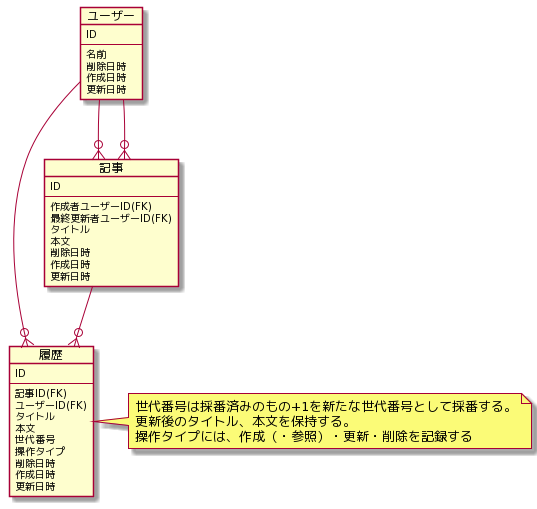 ユーザー
ID
名前
削除日時
作成日時
更新日時
記事
ID
作成者ユーザーID(FK)
最終更新者ユーザーID(FK)
タイトル
本文
削除日時
作成日時
更新日時
履歴
ID
記事ID(FK)
ユーザーID(FK)
タイトル
本文
世代番号
操作タイプ
削除日時
作成日時
更新日時
世代番号は採番済みのもの+1を新たな世代番号として採番する。
更新後のタイトル、本文を保持する。
操作タイプには、作成（・参照）・更新・削除を記録する